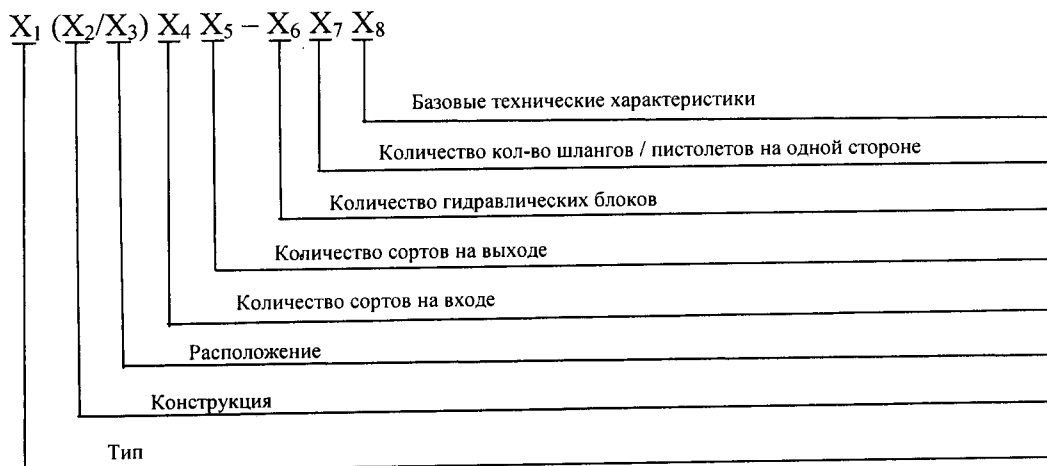 X₁ (X₂/X₃) X₄ X₅ – X₆ X₇ X₈
Базовые технические характеристики
Количество кол-во шлангов / пистолетов на одной стороне
Количество гидравлических блоков
Количество сортов на выходе
Количество сортов на входе
Расположение
Конструкция
Тип